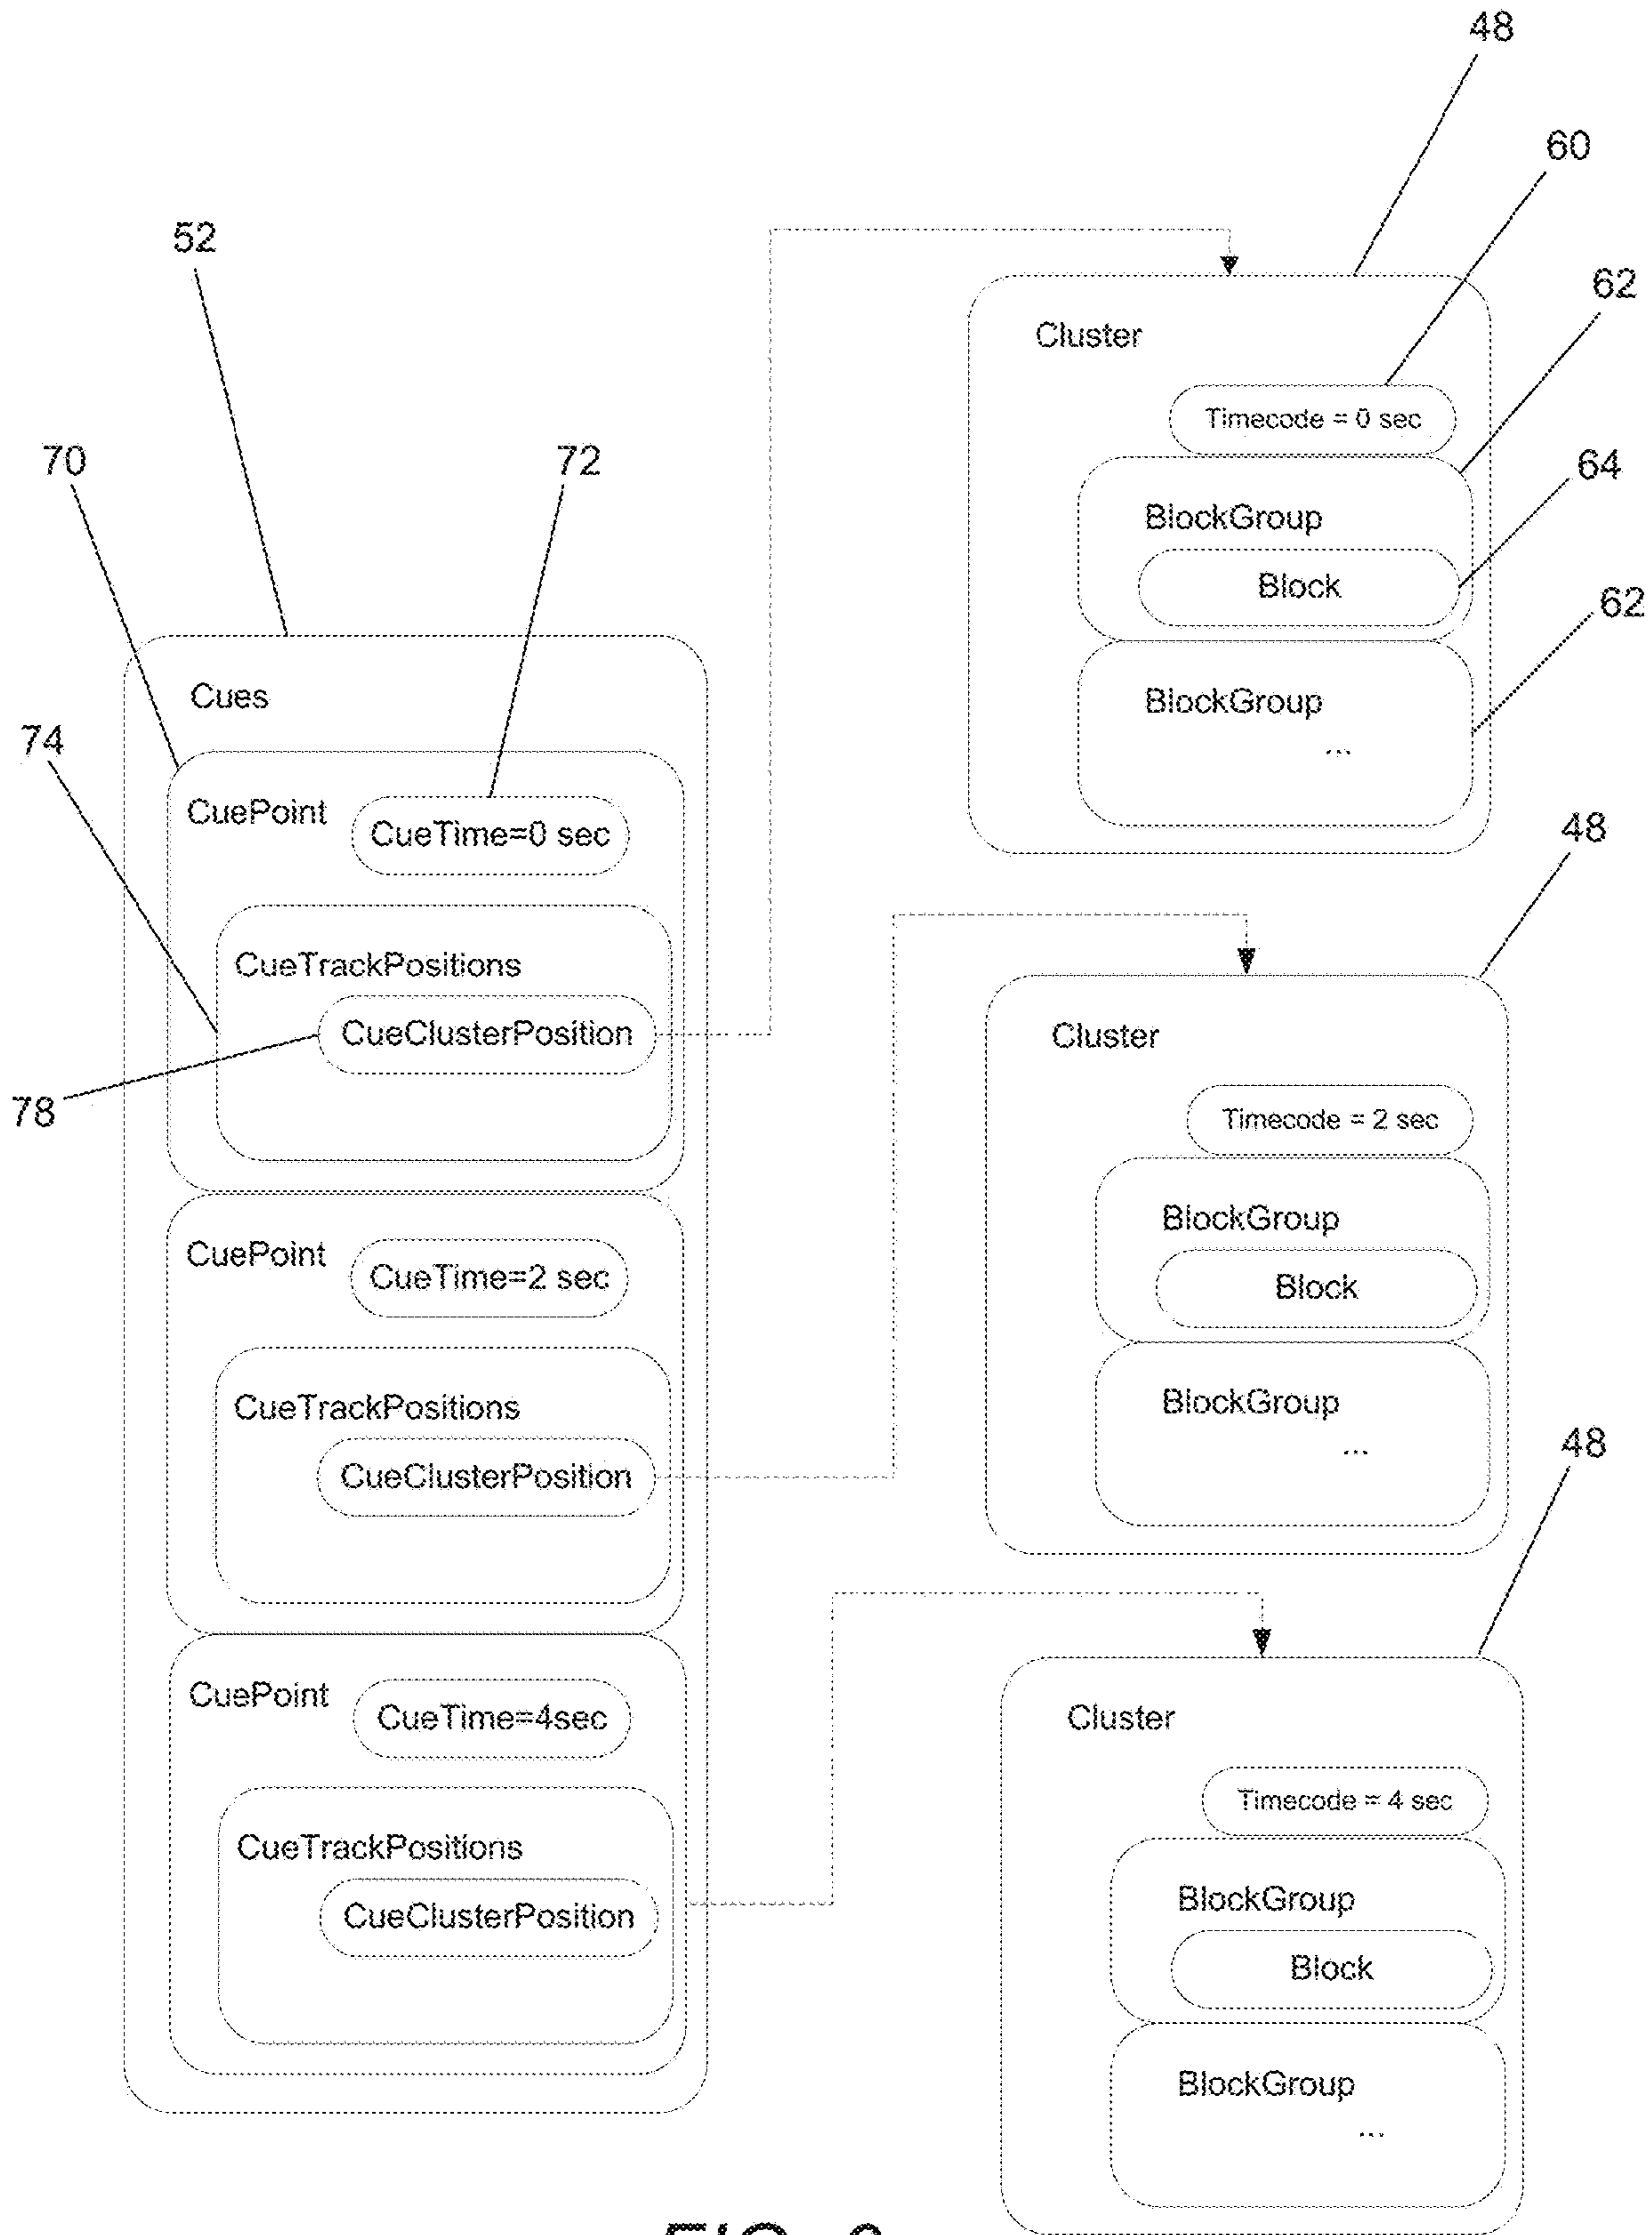 48
60
52
62
Cluster
Timecode = 0 sec
70
72
64
BlockGroup
Block
62
Cues
BlockGroup
...
74
CuePoint
CueTime=0 sec
48
CueTrackPositions
CueClusterPosition
Cluster
78
Timecode = 2 sec
BlockGroup
CuePoint
CueTime=2 sec
Block
CueTrackPositions
BlockGroup
...
48
CueClusterPosition
CuePoint
CueTime=4sec
Cluster
Timecode = 4 sec
CueTrackPositions
BlockGroup
CueClusterPosition
Block
BlockGroup
...